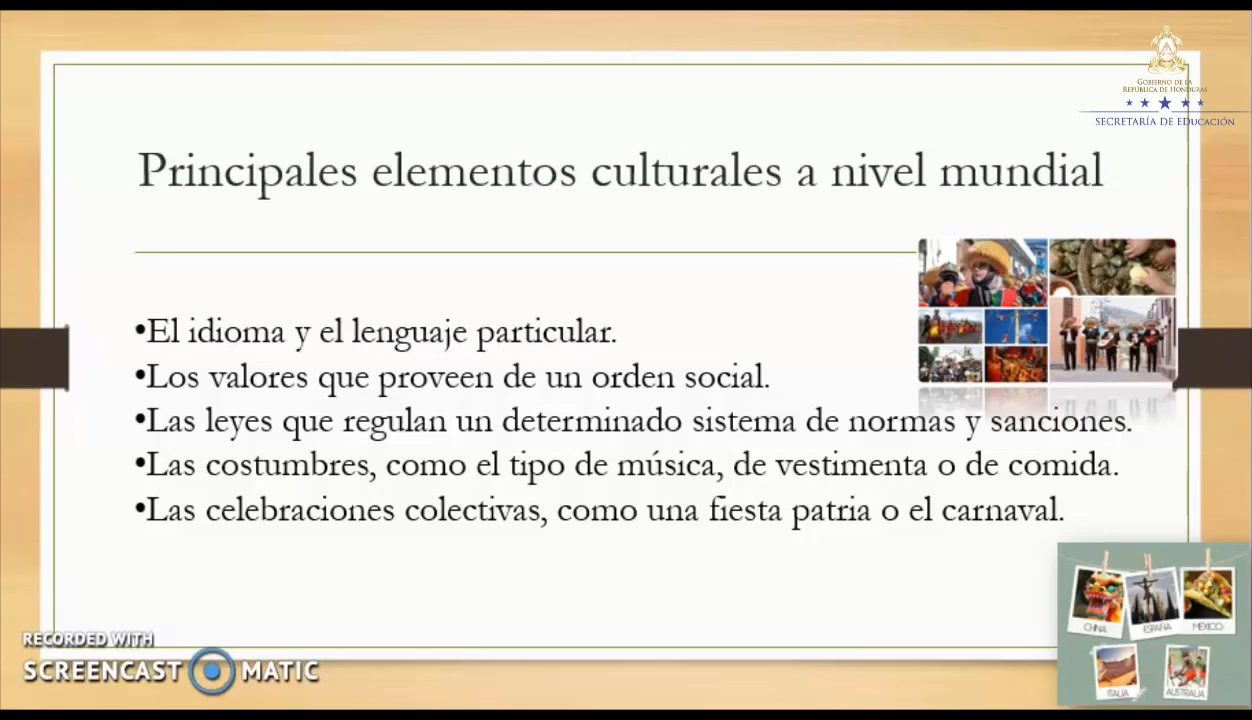 GOBIERNO DE LA
REPÚBLICA DE HONDURAS
SECRETARÍA DE EDUCACIÓN
Principales elementos culturales a nivel mundial
•El idioma y el lenguaje particular.
•Los valores que proveen de un orden social.
•Las leyes que regulan un determinado sistema de normas y sanciones.
•Las costumbres, como el tipo de música, de vestimenta o de comida.
•Las celebraciones colectivas, como una fiesta patria o el carnaval.
CHINA
ESPAÑA
MEXICO
ITALIA
AUSTRALIA
RECORDED WITH
SCREENCAST MATIC